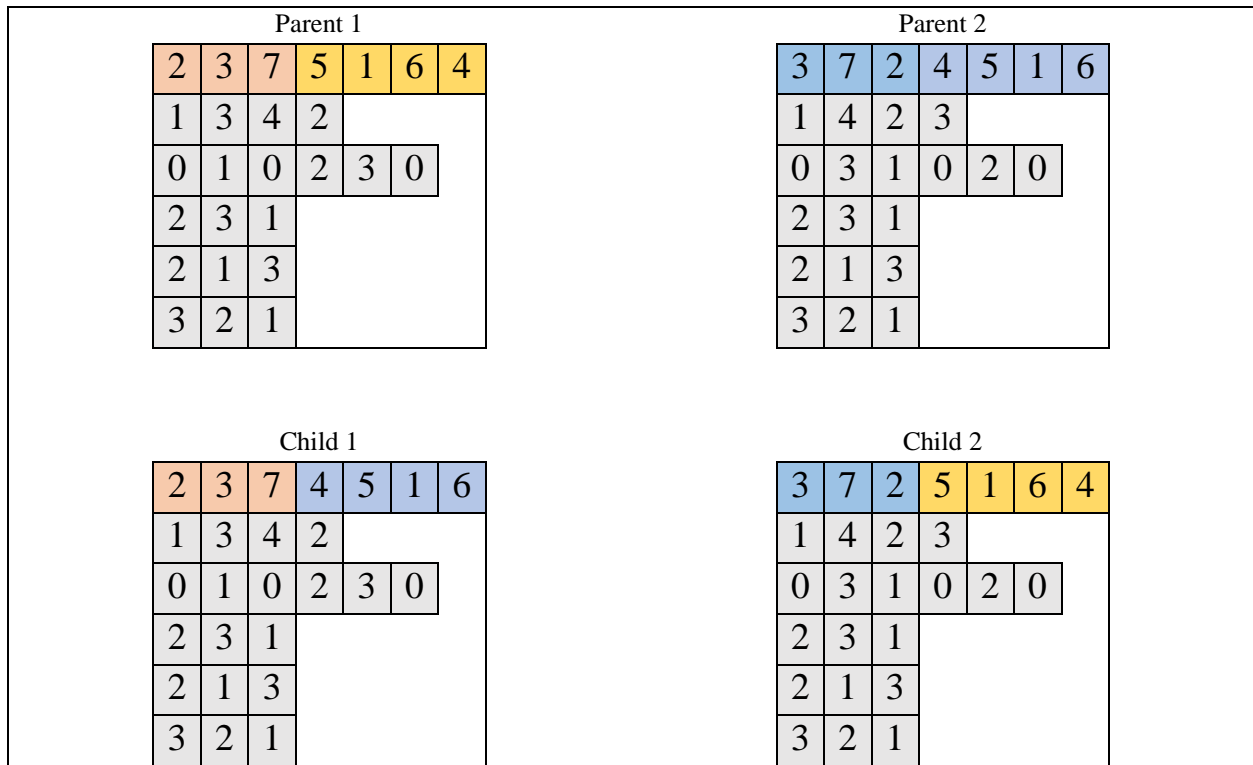 Parent 1 Parent 2
2 3 7 5 1 6 4 3 7 2 4 5 1 6
1 3 4 2 1 4 2 3
0 1 0 2 3 0 0 3 1 0 2 0
2 3 1 2 3 1
2 1 3 2 1 3
3 2 1 3 2 1
Child 1 Child 2
2 3 7 4 5 1 6 3 7 2 5 1 6 4
1 3 4 2 1 4 2 3
0 1 0 2 3 0 0 3 1 0 2 0
2 3 1 2 3 1
2 1 3 2 1 3
3 2 1 3 2 1